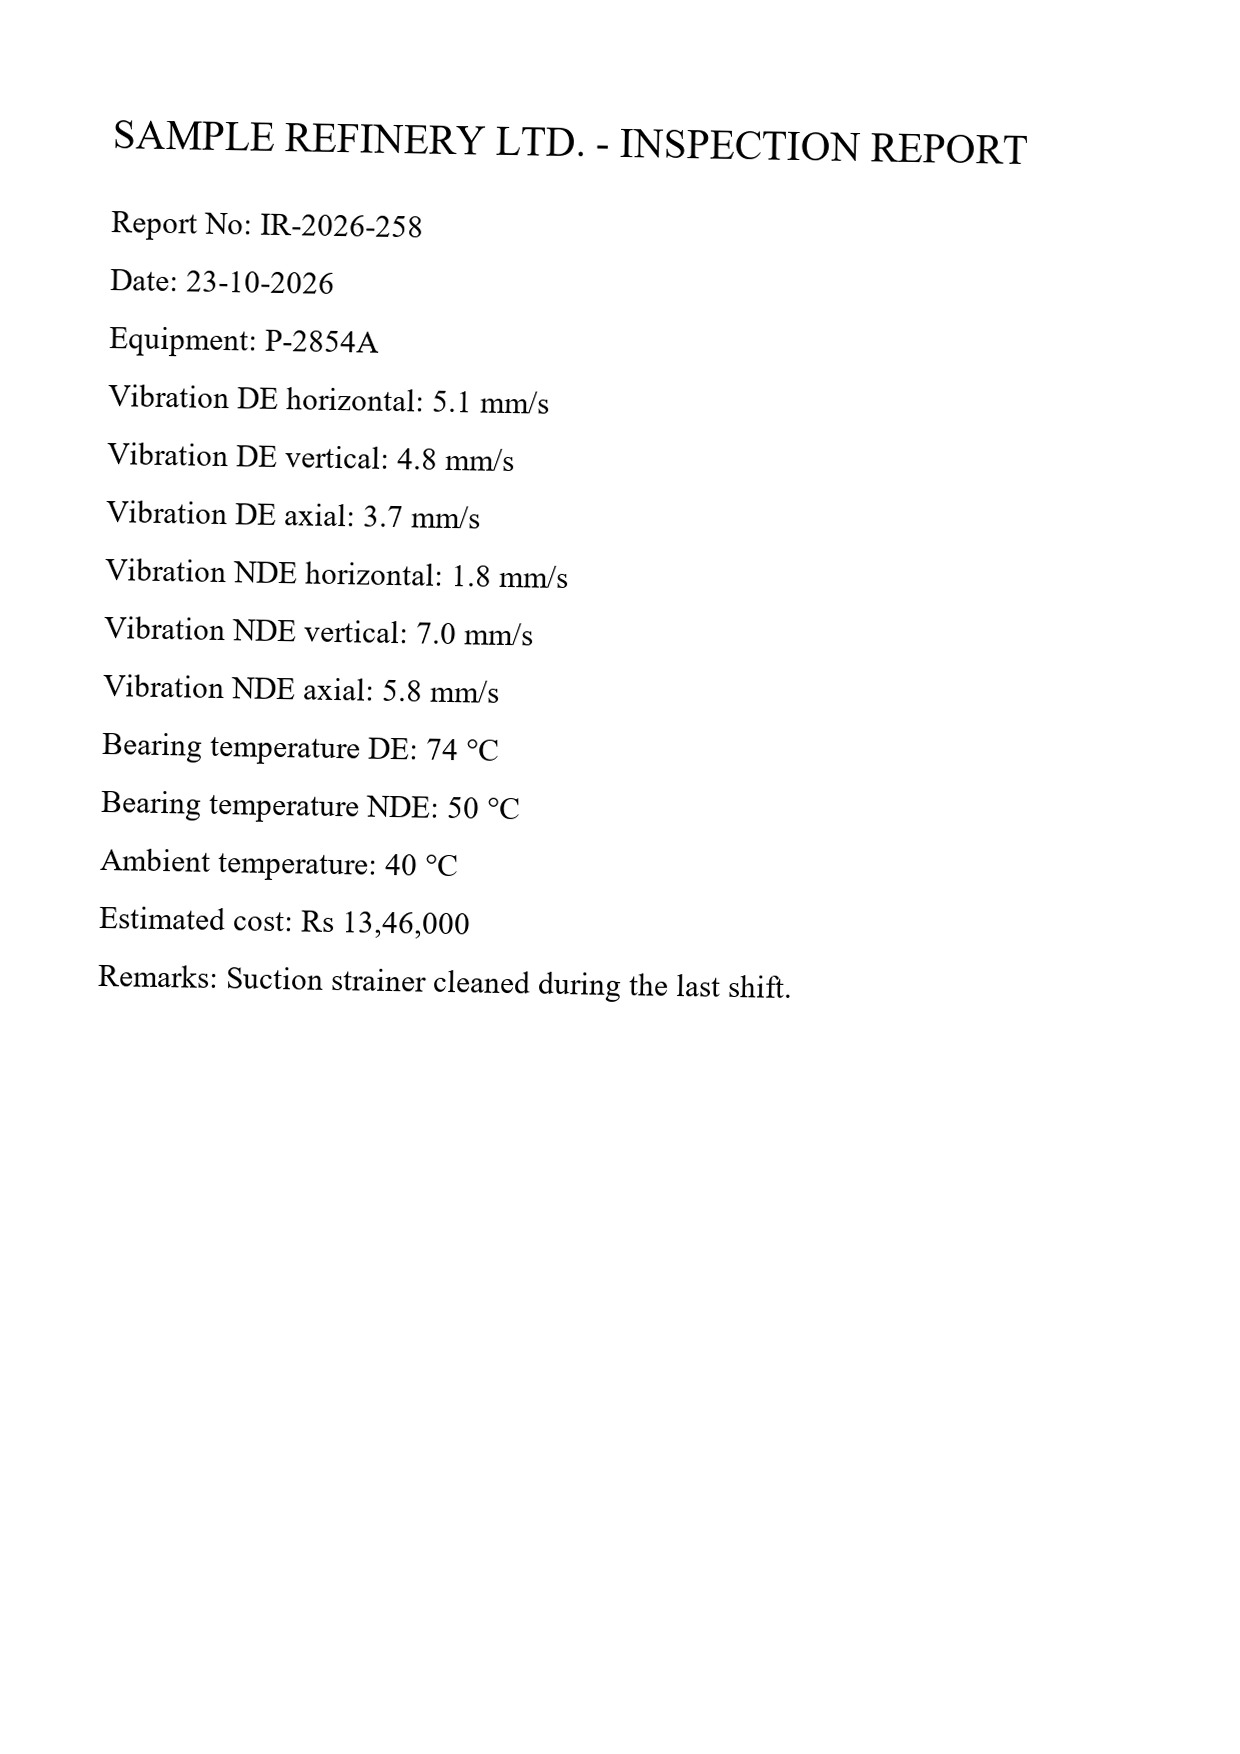 SAMPLE REFINERY LTD. - INSPECTION REPORT
Report No: IR-2026-258
Date: 23-10-2026
Equipment: P-2854A
Vibration DE horizontal: 5.1 mm/s
Vibration DE vertical: 4.8 mm/s
Vibration DE axial: 3.7 mm/s
Vibration NDE horizontal: 1.8 mm/s
Vibration NDE vertical: 7.0 mm/s
Vibration NDE axial: 5.8 mm/s
Bearing temperature DE: 74 °C
Bearing temperature NDE: 50 °C
Ambient temperature: 40 °C
Estimated cost: Rs 13,46,000
Remarks: Suction strainer cleaned during the last shift.